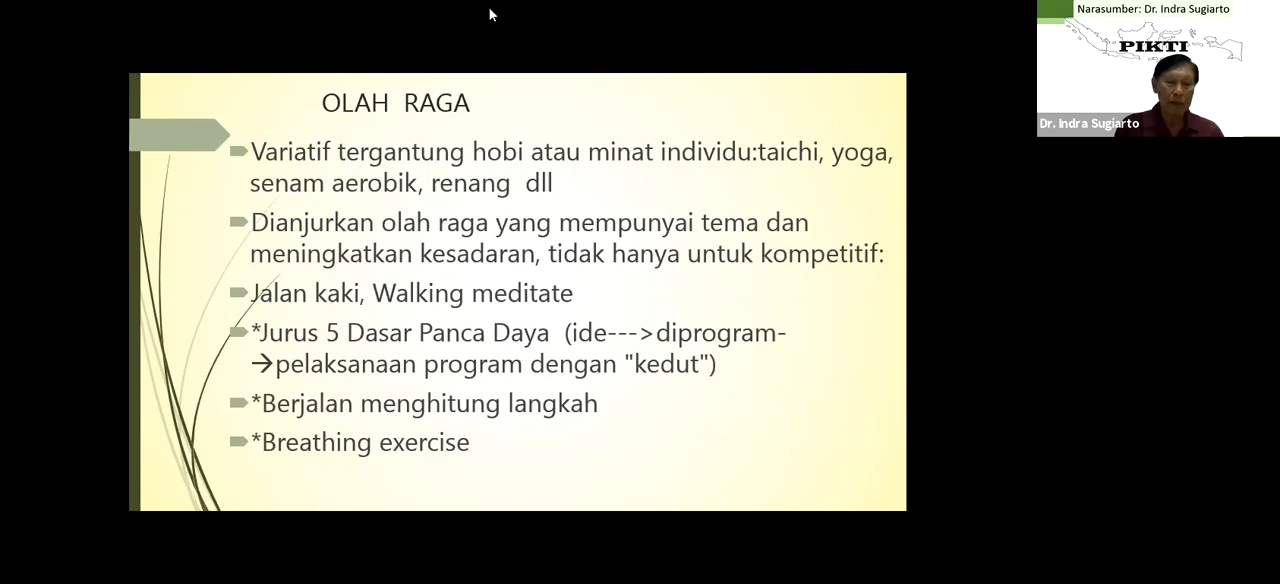 Narasumber: Dr. Indra Sugiarto
PIKTI
Dr. Indra Sugiarto
OLAH RAGA
Variatif tergantung hobi atau minat individu:taichi, yoga,
senam aerobik, renang dll
Dianjurkan olah raga yang mempunyai tema dan
meningkatkan kesadaran, tidak hanya untuk kompetitif:
Jalan kaki, Walking meditate
*Jurus 5 Dasar Panca Daya (ide--->diprogram-
→pelaksanaan program dengan "kedut")
*Berjalan menghitung langkah
*Breathing exercise